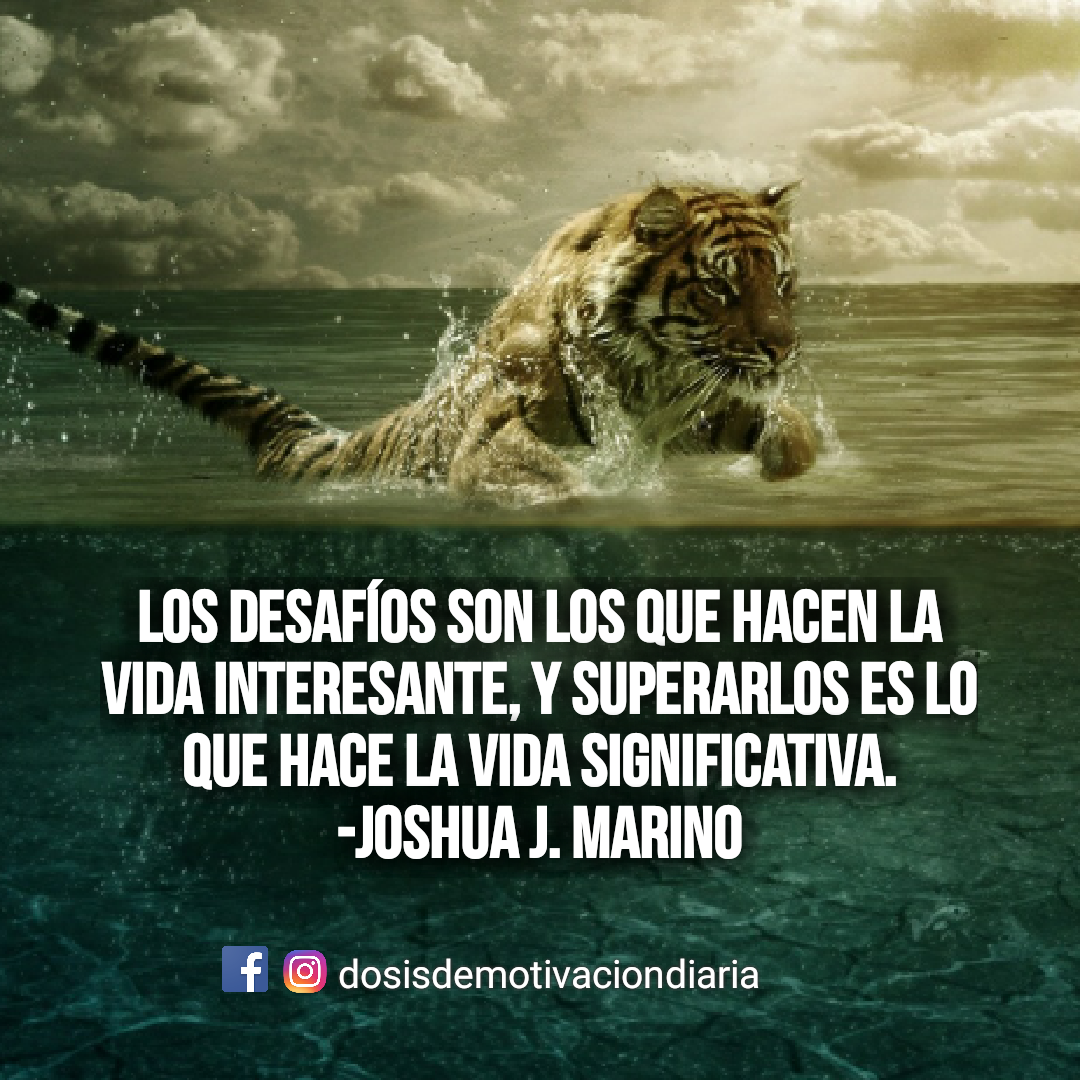 LOS DESAFÍOS SON LOS QUE HACEN LA
VIDA INTERESANTE, Y SUPERARLOS ES LO
QUE HACE LA VIDA SIGNIFICATIVA.
-JOSHUA J. MARINO
dosisdemotivaciondiaria